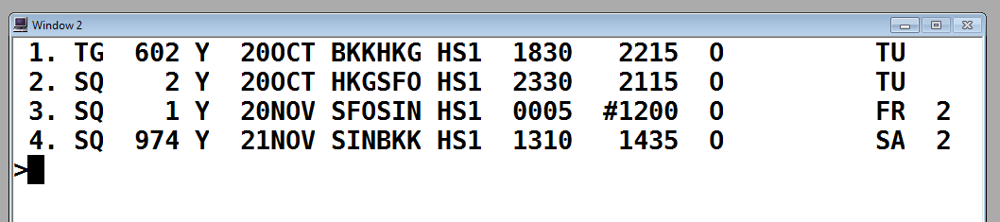 Window 2
1. TG 602 Y 20OCT BKKHKG HS1 1830 2215 O TU
2. SQ 2 Y 20OCT HKGSFO HS1 2330 2115 O TU
3. SQ 1 Y 20NOV SFOSIN HS1 0005 #1200 O FR 2
4. SQ 974 Y 21NOV SINBKK HS1 1310 1435 O SA 2
>